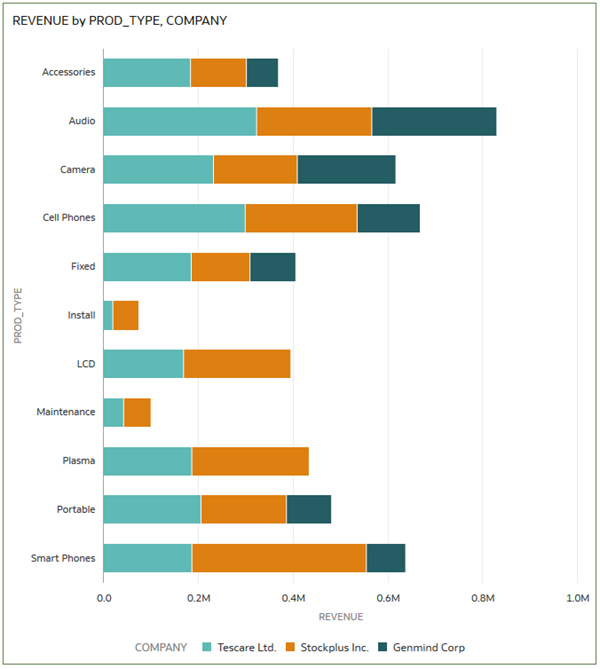 REVENUE by PROD_TYPE, COMPANY
Accessories
Audio
Camera
Cell Phones
Fixed
Install
LCD
Maintenance
Plasma
Portable
Smart Phones
PROD_TYPE
0.0 0.2M 0.4M 0.6M 0.8M 1.0M
REVENUE
COMPANY Tescare Ltd. Stockplus Inc. Genmind Corp